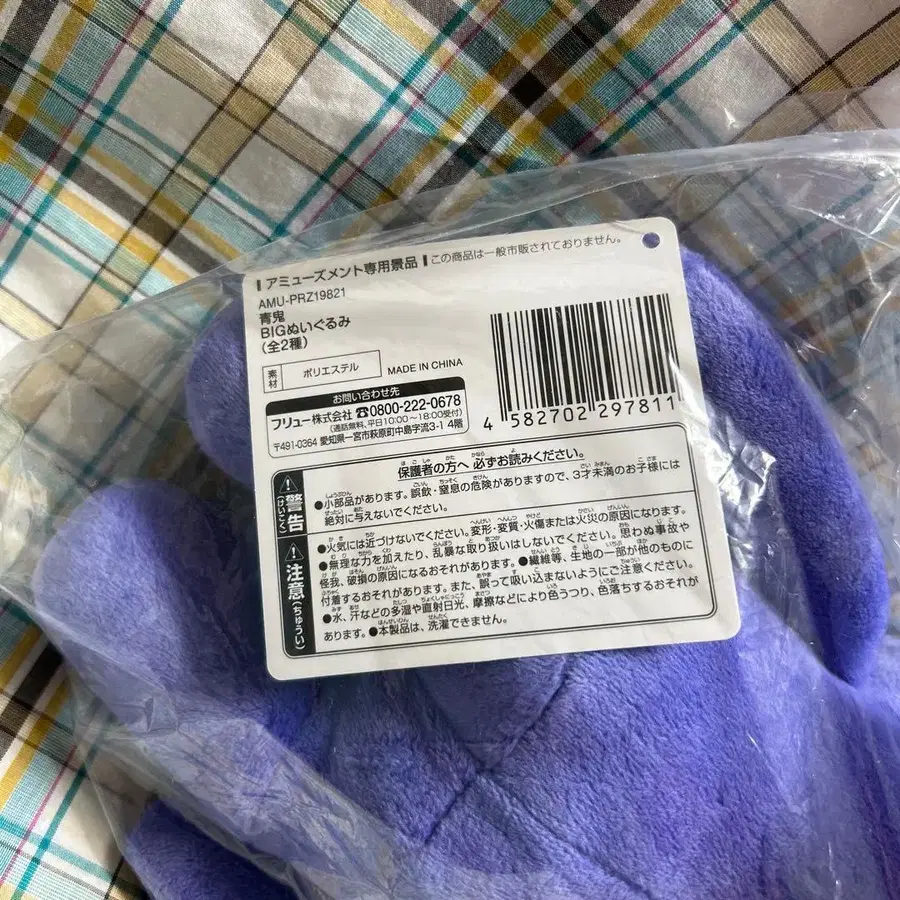 アミューズメント専用景品 この商品は一般市販されておりません。
AMU-PRZ19821
青鬼
BIGぬいぐるみ
(全2種)
素材 ポリエステル MADE IN CHINA
お問い合わせ先
フリュー株式会社 ☎0800-222-0678
(通話無料、平日10:00~18:00受付)
〒491-0364 愛知県一宮市萩原町中島字流3-1 4階
4 582702 297811
保護者の方へ 必ずお読みください。
警告(けいこく)
●小部品があります。誤飲・窒息の危険がありますので、3才未満のお子様には
絶対に与えないでください。
注意(ちゅうい)
●火気には近づけないでください。変形・変質・火傷または火災の原因になります。
●無理な力を加えたり、乱暴な取り扱いはしないでください。思わぬ事故や
怪我、破損の原因になるおそれがあります。●繊維等、生地の一部が他のものに
付着するおそれがあります。また、誤って吸い込まないようにご注意ください。
●水、汗などの多湿や直射日光、摩擦などにより色うつり、色落ちするおそれが
あります。●本製品は、洗濯できません。